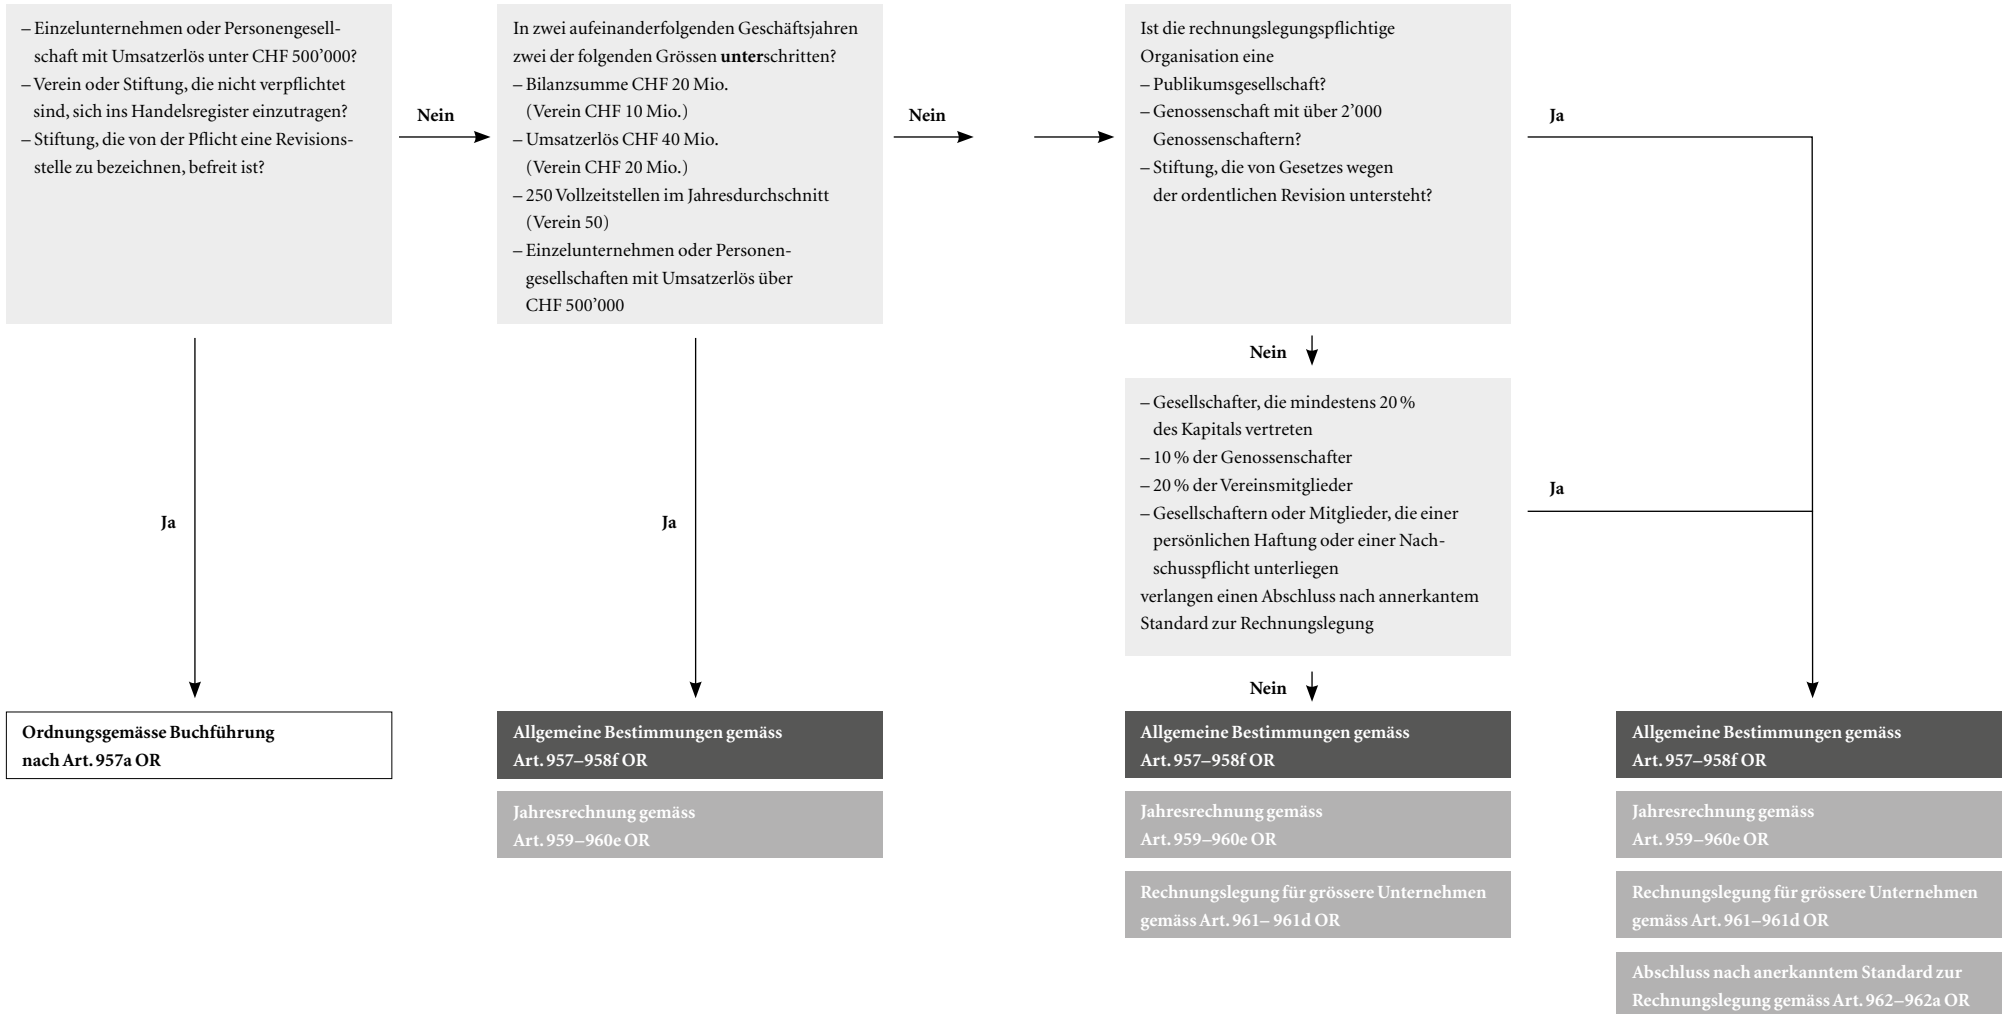 – Einzelunternehmen oder Personengesell-
schaft mit Umsatzerlös unter CHF 500’000?
– Verein oder Stiftung, die nicht verpflichtet
sind, sich ins Handelsregister einzutragen?
– Stiftung, die von der Pflicht eine Revisions-
stelle zu bezeichnen, befreit ist?
Nein
In zwei aufeinanderfolgenden Geschäftsjahren
zwei der folgenden Grössen unterschritten?
– Bilanzsumme CHF 20 Mio.
(Verein CHF 10 Mio.)
– Umsatzerlös CHF 40 Mio.
(Verein CHF 20 Mio.)
– 250 Vollzeitstellen im Jahresdurchschnitt
(Verein 50)
– Einzelunternehmen oder Personen-
gesellschaften mit Umsatzerlös über
CHF 500’000
Nein
Ist die rechnungslegungspflichtige
Organisation eine
– Publikumsgesellschaft?
– Genossenschaft mit über 2’000
Genossenschaftern?
– Stiftung, die von Gesetzes wegen
der ordentlichen Revision untersteht?
Ja
Nein
– Gesellschafter, die mindestens 20 %
des Kapitals vertreten
– 10 % der Genossenschafter
– 20 % der Vereinsmitglieder
– Gesellschaftern oder Mitglieder, die einer
persönlichen Haftung oder einer Nach-
schusspflicht unterliegen
verlangen einen Abschluss nach annerkantem
Standard zur Rechnungslegung
Ja
Ja
Ja
Nein
Ordnungsgemässe Buchführung
nach Art. 957a OR
Allgemeine Bestimmungen gemäss
Art. 957–958f OR
Jahresrechnung gemäss
Art. 959–960e OR
Allgemeine Bestimmungen gemäss
Art. 957–958f OR
Jahresrechnung gemäss
Art. 959–960e OR
Rechnungslegung für grössere Unternehmen
gemäss Art. 961– 961d OR
Allgemeine Bestimmungen gemäss
Art. 957–958f OR
Jahresrechnung gemäss
Art. 959–960e OR
Rechnungslegung für grössere Unternehmen
gemäss Art. 961–961d OR
Abschluss nach anerkanntem Standard zur
Rechnungslegung gemäss Art. 962–962a OR